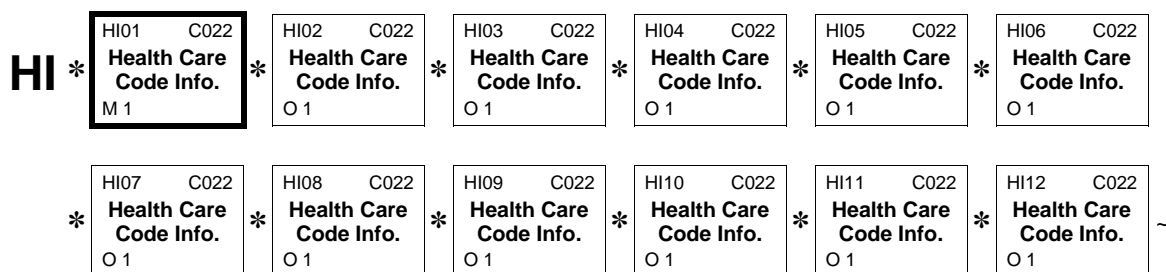 HI01 C022 HI02 C022 HI03 C022 HI04 C022 HI05 C022 HI06 C022
HI * Health Care * Health Care * Health Care * Health Care * Health Care * Health Care
Code Info. Code Info. Code Info. Code Info. Code Info. Code Info.
M 1 O 1 O 1 O 1 O 1 O 1
HI07 C022 HI08 C022 HI09 C022 HI10 C022 HI11 C022 HI12 C022
* Health Care * Health Care * Health Care * Health Care * Health Care * Health Care ~
Code Info. Code Info. Code Info. Code Info. Code Info. Code Info.
O 1 O 1 O 1 O 1 O 1 O 1